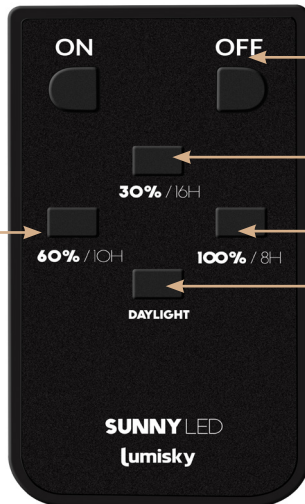 ON
OFF
30% / 16H
60% / 10H
100% / 8H
DAYLIGHT
SUNNY LED
lumisky